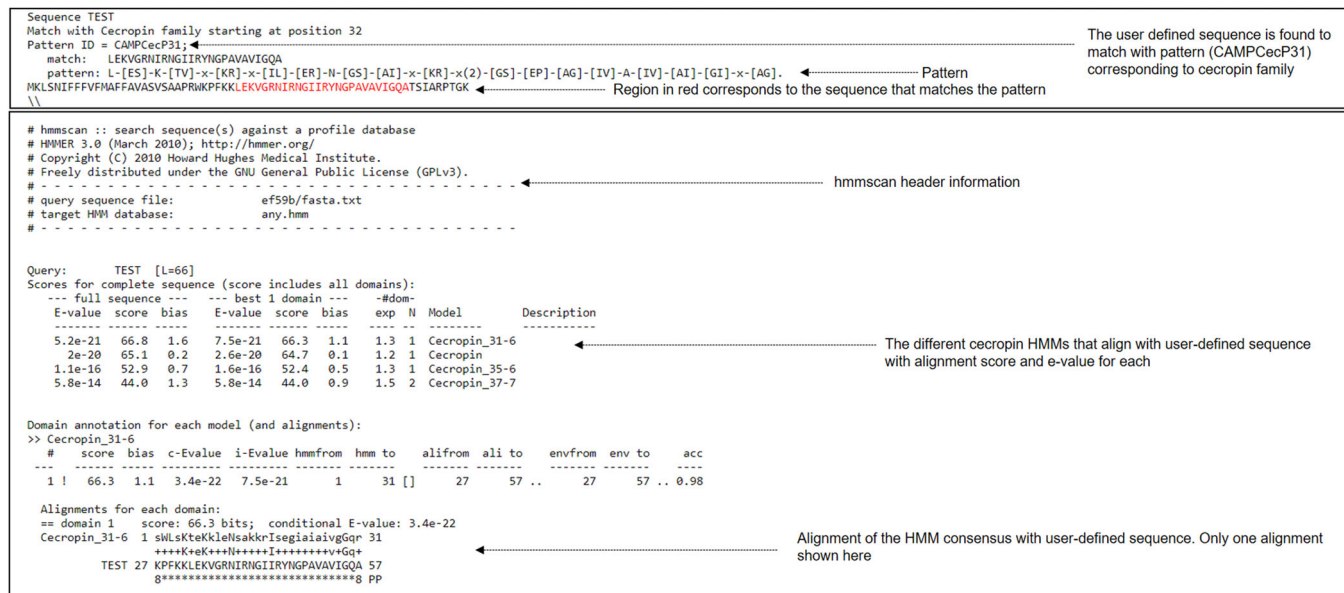 Sequence TEST
Match with Cecropin family starting at position 32
Pattern ID = CAMPCecP31;
match: LEKVGRNIRNGIIRYNGPAVAVIGQA
pattern: L-[ES]-K-[TV]-x-[KR]-x-[IL]-[ER]-N-[GS]-[AI]-x-[KR]-x(2)-[GS]-[EP]-[AG]-[IV]-A-[IV]-[AI]-[GI]-x-[AG].
MKLSNIFFFVFMAFFAVASVSAAPRWKPFKKLEKVGRNIRNGIIRYNGPAVAVIGQATSIARPTGK
\\
The user defined sequence is found to
match with pattern (CAMPCecP31)
corresponding to cecropin family
Pattern
Region in red corresponds to the sequence that matches the pattern
# hmmscan :: search sequence(s) against a profile database
# HMMER 3.0 (March 2010); http://hmmer.org/
# Copyright (C) 2010 Howard Hughes Medical Institute.
# Freely distributed under the GNU General Public License (GPLv3).
# - - - - - - - - - - - - - - - - - - - - - - - - - - - - - - - - - - - -
# query sequence file: ef59b/fasta.txt
# target HMM database: any.hmm
# - - - - - - - - - - - - - - - - - - - - - - - - - - - - - - - - - - - -
hmmscan header information
Query: TEST [L=66]
Scores for complete sequence (score includes all domains):
--- full sequence --- --- best 1 domain --- -#dom-
E-value score bias E-value score bias exp N Model Description
------- ------ ----- ------- ------ ----- ---- -- -------- -----------
5.2e-21 66.8 1.6 7.5e-21 66.3 1.1 1.3 1 Cecropin_31-6
2e-20 65.1 0.2 2.6e-20 64.7 0.1 1.2 1 Cecropin
1.1e-16 52.9 0.7 1.6e-16 52.4 0.5 1.3 1 Cecropin_35-6
5.8e-14 44.0 1.3 5.8e-14 44.0 0.9 1.5 2 Cecropin_37-7
The different cecropin HMMs that align with user-defined sequence
with alignment score and e-value for each
Domain annotation for each model (and alignments):
>> Cecropin_31-6
# score bias c-Evalue i-Evalue hmmfrom hmm to alifrom ali to envfrom env to acc
--- ------ ----- --------- --------- ------- ------- ------- ------- ------- ------- ----
1 ! 66.3 1.1 3.4e-22 7.5e-21 1 31 [] 27 57 .. 27 57 .. 0.98
Alignments for each domain:
== domain 1 score: 66.3 bits; conditional E-value: 3.4e-22
Cecropin_31-6 1 sWLsKteKkleNsakkrIsegiaiaivgGqr 31
++++K+eK+++N+++++I++++++++v+Gq+
TEST 27 KPFKKLEKVGRNIRNGIIRYNGPAVAVIGQA 57
8*****************************8 PP
Alignment of the HMM consensus with user-defined sequence. Only one alignment
shown here